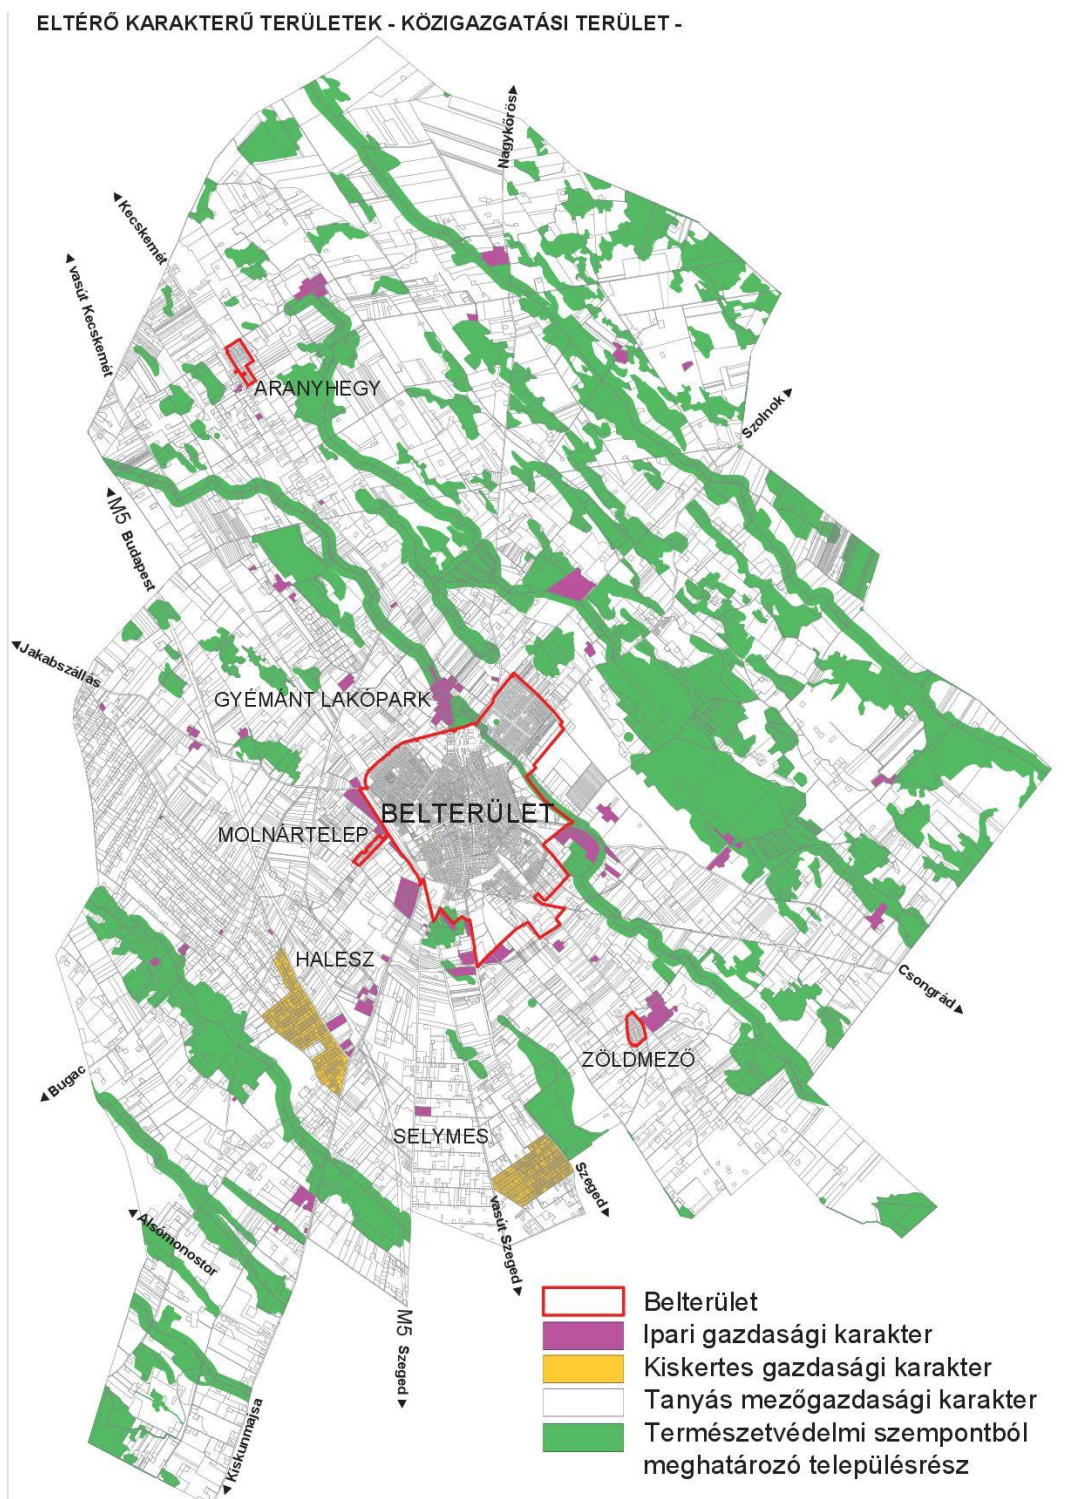 ELTÉRŐ KARAKTERŰ TERÜLETEK - KÖZIGAZGATÁSI TERÜLET -
Nagykőrös
Kecskemét
vasút Kecskemét
ARANYHEGY
Szolnok
M5 Budapest
Jakabszállás
GYÉMÁNT LAKÓPARK
BELTERÜLET
MOLNÁRTELEP
HALESZ
Csongrád
ZÖLDMEZŐ
Bugac
SELYMES
Szeged
vasút Szeged
Alsómonostor
M5 Szeged
Kiskunmajsa
Belterület
Ipari gazdasági karakter
Kiskertes gazdasági karakter
Tanyás mezőgazdasági karakter
Természetvédelmi szempontból
meghatározó településrész